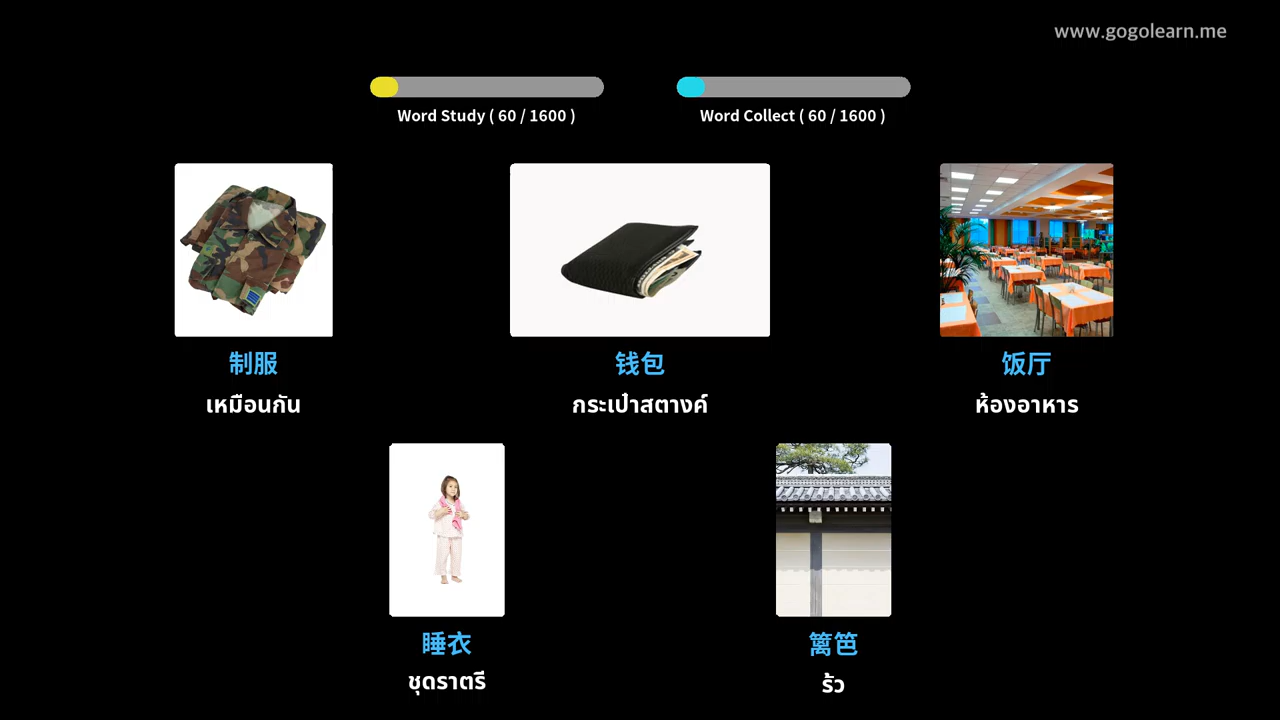 www.gogolearn.me
Word Study ( 60 / 1600 )
Word Collect ( 60 / 1600 )
制服
เหมือนกัน
钱包
กระเป๋าสตางค์
饭厅
ห้องอาหาร
睡衣
ชุดราตรี
篱笆
รั้ว